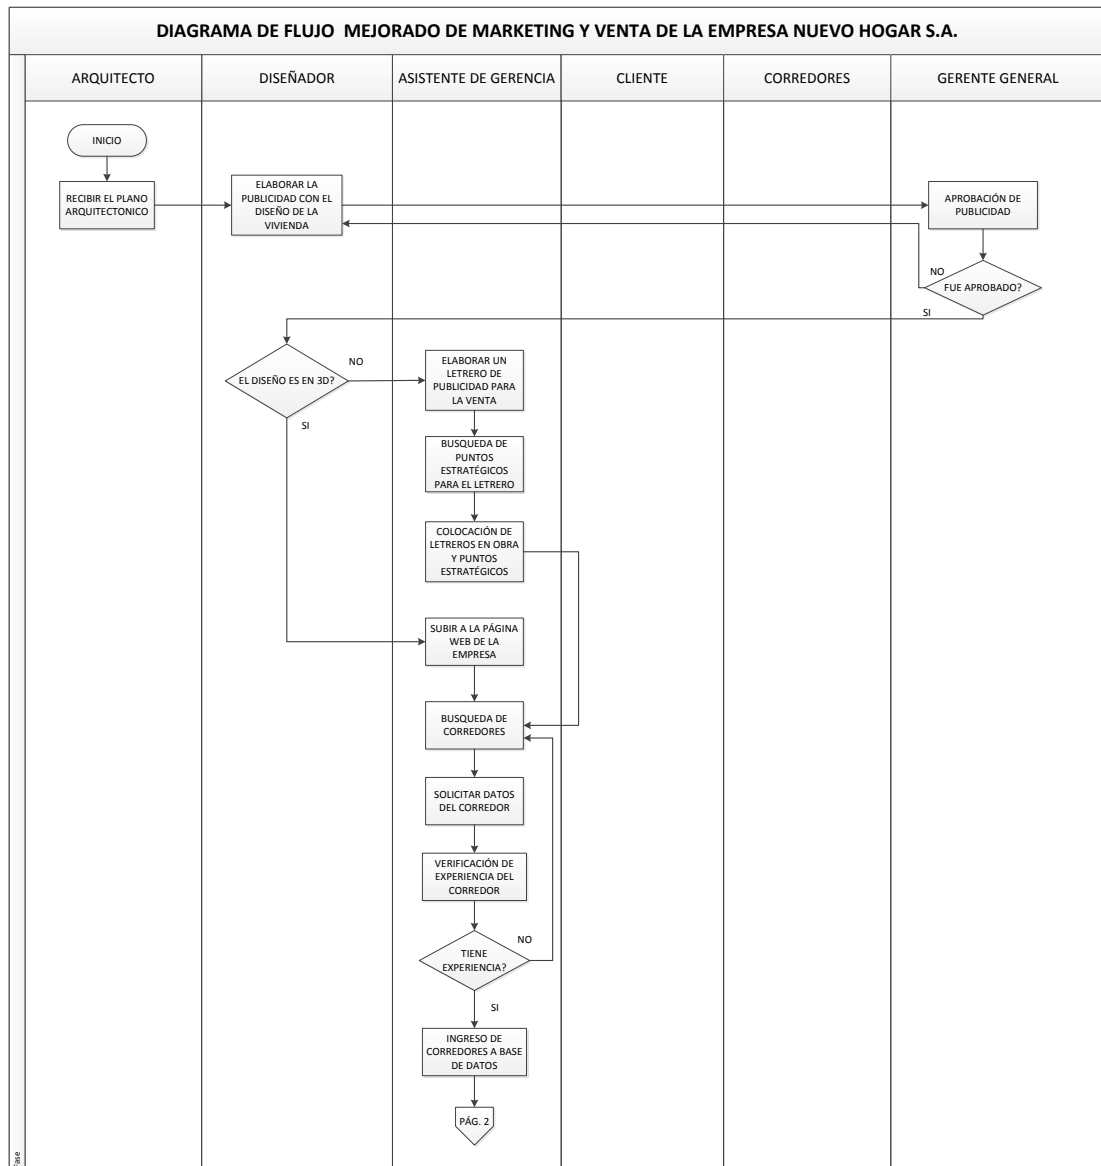 DIAGRAMA DE FLUJO MEJORADO DE MARKETING Y VENTA DE LA EMPRESA NUEVO HOGAR S.A.
ARQUITECTO
DISEÑADOR
ASISTENTE DE GERENCIA
CLIENTE
CORREDORES
GERENTE GENERAL
INICIO
RECIBIR EL PLANO
ARQUITECTONICO
ELABORAR LA
PUBLICIDAD CON EL
DISEÑO DE LA
VIVIENDA
APROBACIÓN DE
PUBLICIDAD
NO
FUE APROBADO?
SI
EL DISEÑO ES EN 3D?
NO
SI
ELABORAR UN
LETRERO DE
PUBLICIDAD PARA
LA VENTA
BUSQUEDA DE
PUNTOS
ESTRATÉGICOS
PARA EL LETRERO
COLOCACIÓN DE
LETREROS EN OBRA
Y PUNTOS
ESTRATÉGICOS
SUBIR A LA PÁGINA
WEB DE LA
EMPRESA
BUSQUEDA DE
CORREDORES
SOLICITAR DATOS
DEL CORREDOR
VERIFICACIÓN DE
EXPERIENCIA DEL
CORREDOR
NO
TIENE
EXPERIENCIA?
SI
INGRESO DE
CORREDORES A BASE
DE DATOS
PÁG. 2
Fase